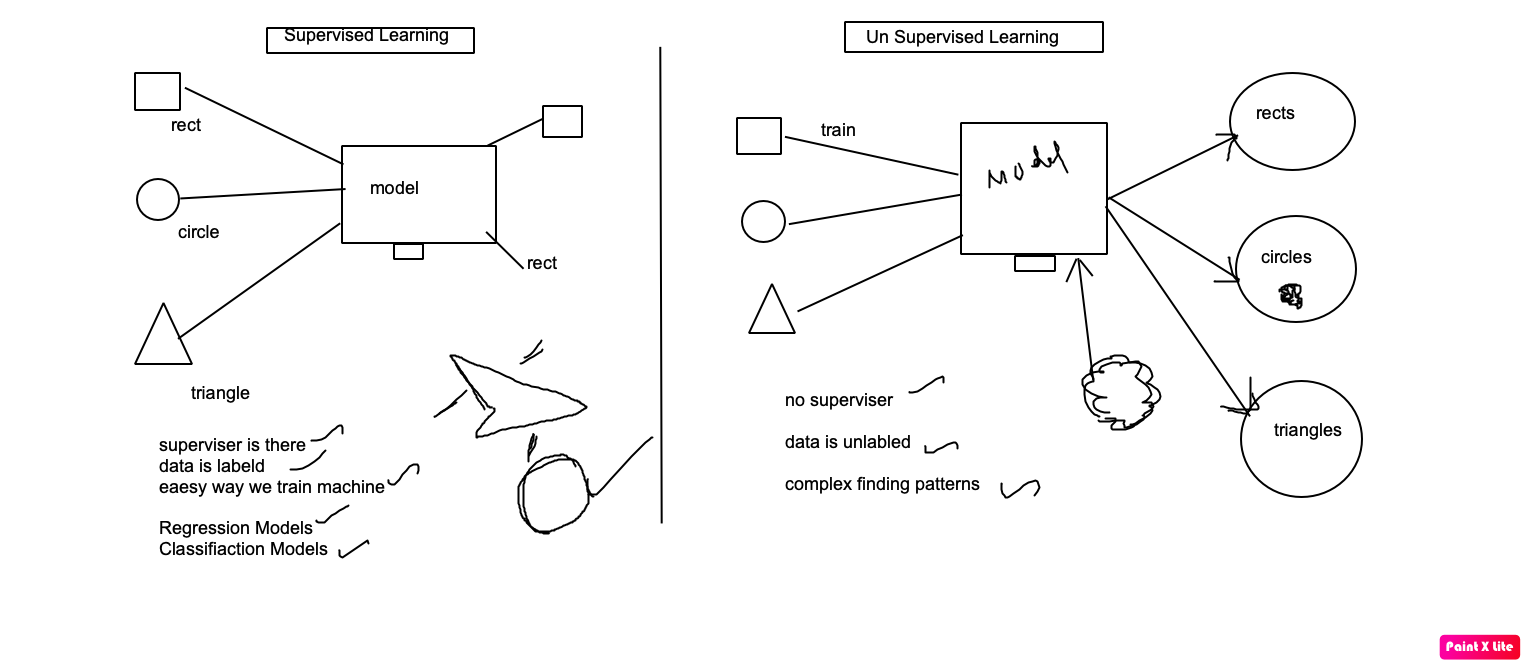 Supervised Learning
rect
circle
triangle
model
rect
superviser is there
data is labeld
eaesy way we train machine
Regression Models
Classifiaction Models
Un Supervised Learning
train
Model
rects
circles
triangles
no superviser
data is unlabled
complex finding patterns
Paint X Lite